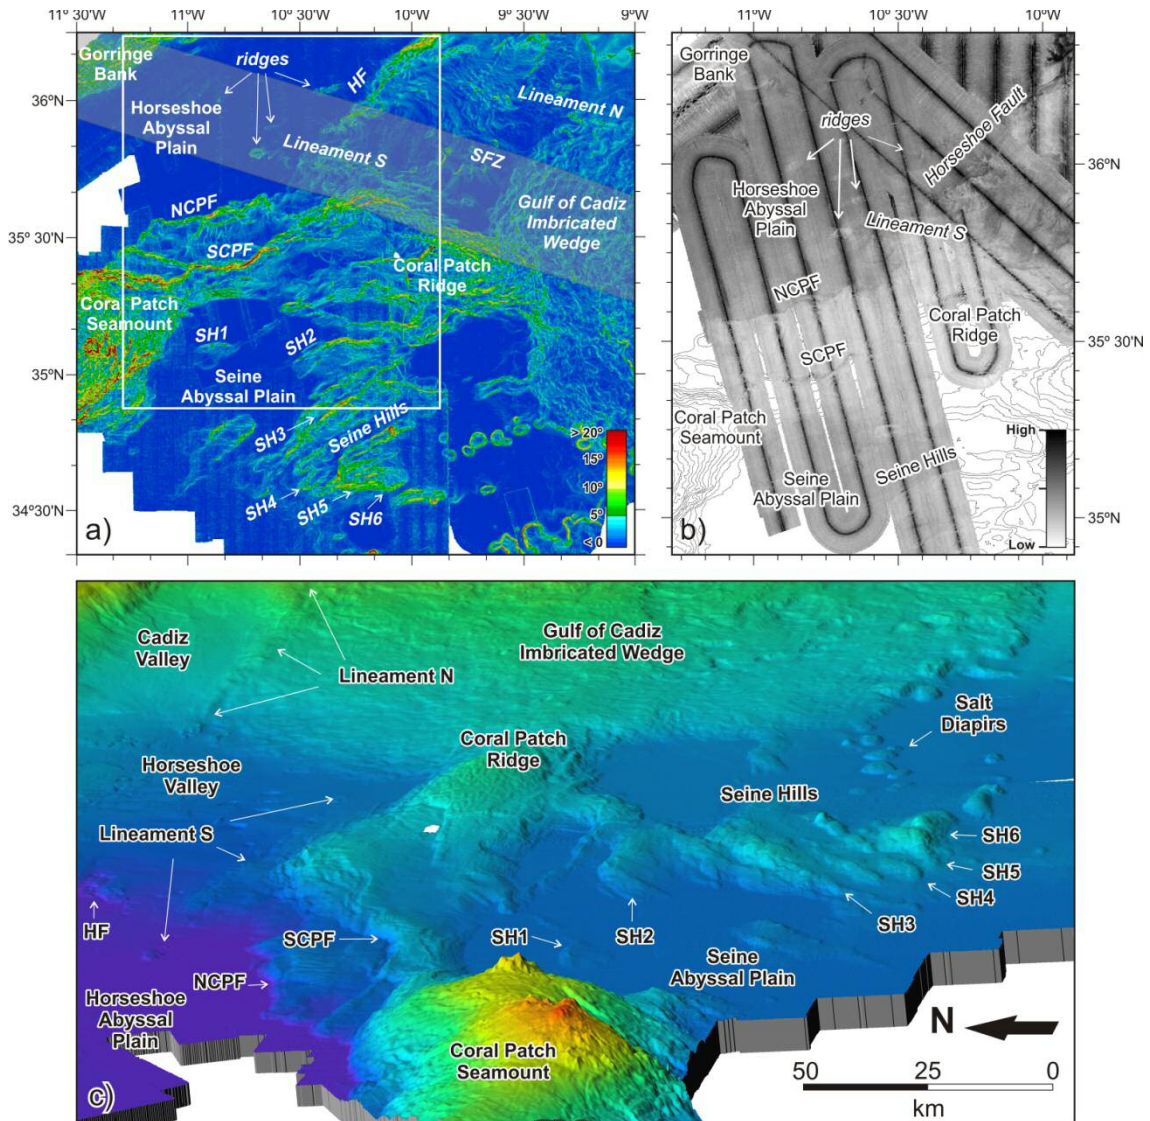 11°30'W
11°W
10°30'W
10°W
9°30'W
9°W
36°N
35°30'N
35°N
34°30'N
Gorringe
Bank
ridges
HF
Lineament N
Horseshoe
Abyssal
Plain
Lineament S
SFZ
Gulf of Cadiz
Imbricated
Wedge
NCPF
SCPF
Coral Patch
Ridge
Coral Patch
Seamount
SH1
SH2
Seine
Abyssal Plain
SH3
Seine Hills
SH4
SH5
SH6
> 20°
15°
10°
5°
< 0
a)
11°W
10°30'W
10°W
36°N
35°30'N
35°N
Gorringe
Bank
ridges
Horseshoe Fault
Horseshoe
Abyssal
Plain
Lineament S
NCPF
Coral Patch
Ridge
SCPF
Coral Patch
Seamount
Seine Hills
Seine
Abyssal Plain
High
Low
b)
Cadiz
Valley
Gulf of Cadiz
Imbricated Wedge
Lineament N
Salt
Diapirs
Coral Patch
Ridge
Horseshoe
Valley
Seine Hills
Lineament S
SH6
SH5
SH4
SH3
HF
SCPF
SH1
SH2
Seine
Abyssal Plain
NCPF
Horseshoe
Abyssal
Plain
Coral Patch
Seamount
N
50
25
0
km
c)